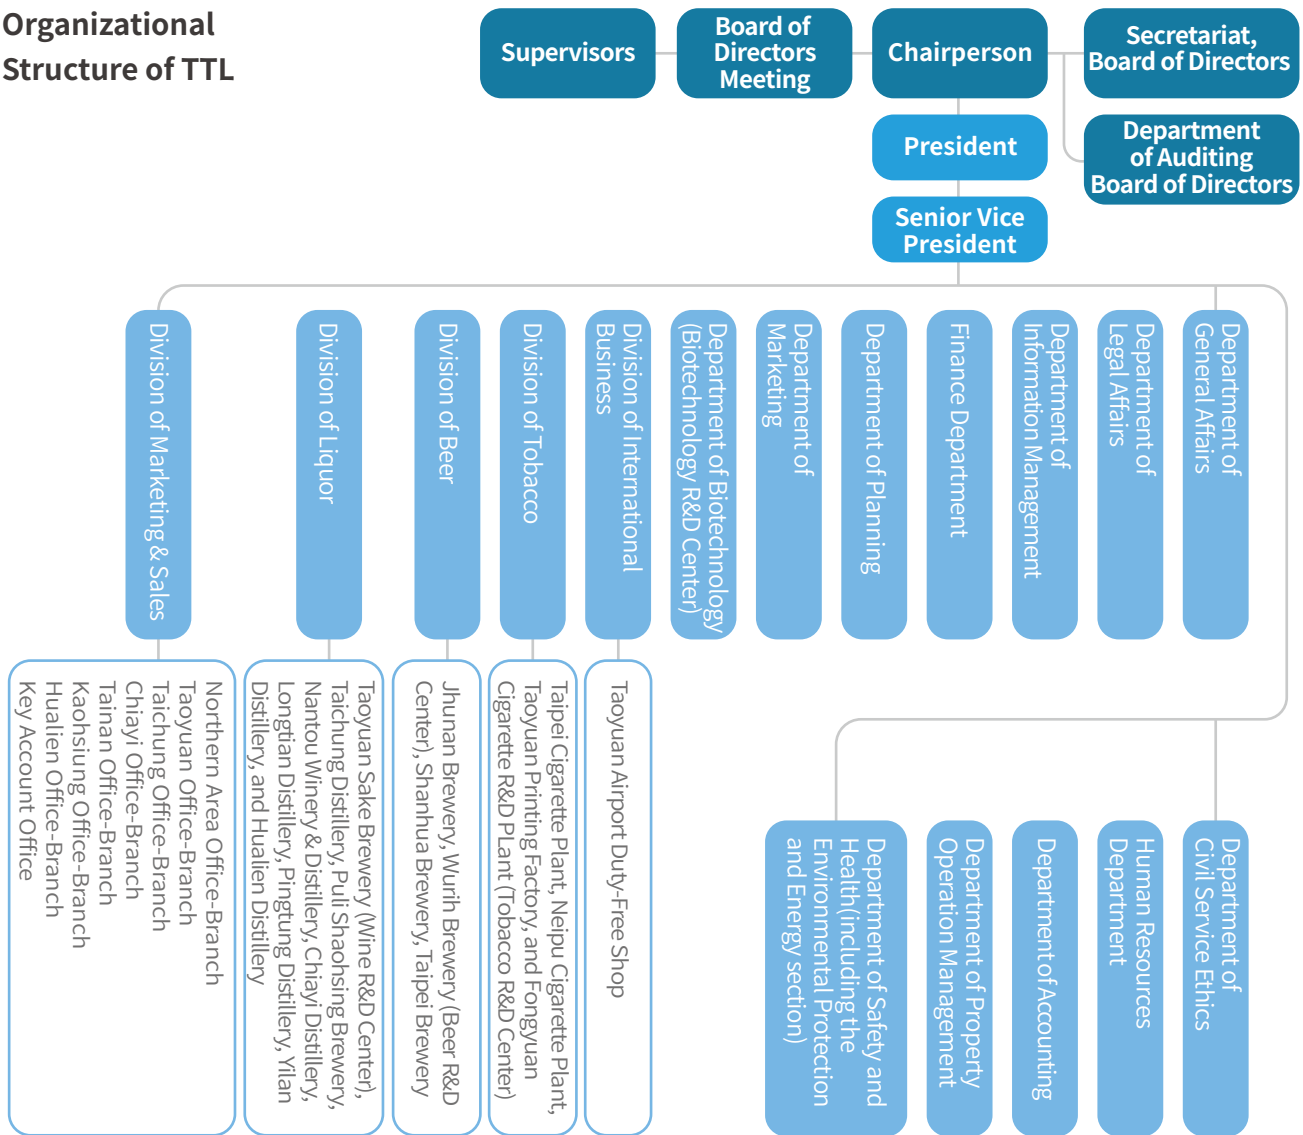 Organizational
Structure of TTL
Supervisors
Board of
Directors
Meeting
Chairperson
Secretariat,
Board of Directors
Department
of Auditing
Board of Directors
President
Senior Vice
President
Division of Marketing & Sales
Division of Liquor
Division of Beer
Division of Tobacco
Division of International
Business
Department of Biotechnology
(Biotechnology R&D Center)
Department of
Marketing
Department of Planning
Finance Department
Department of
Information Management
Department of
Legal Affairs
Department of
General Affairs
Northern Area Office-Branch
Taoyuan Office-Branch
Taichung Office-Branch
Chiayi Office-Branch
Tainan Office-Branch
Kaohsiung Office-Branch
Hualien Office-Branch
Key Account Office
Taoyuan Sake Brewery (Wine R&D Center),
Taichung Distillery, Puli Shaohsing Brewery,
Nantou Winery & Distillery, Chiayi Distillery,
Longtian Distillery, Pingtung Distillery, Yilan
Distillery, and Hualien Distillery
Jhunan Brewery, Wurih Brewery (Beer R&D
Center), Shanhua Brewery, Taipei Brewery
Taipei Cigarette Plant, Neipu Cigarette Plant,
Taoyuan Printing Factory, and Fongyuan
Cigarette R&D PLant (Tobacco R&D Center)
Taoyuan Airport Duty-Free Shop
Department of Safety and
Health(including the
Environmental Protection
and Energy section)
Department of Property
Operation Management
Department of Accounting
Human Resources
Department
Department of
Civil Service Ethics